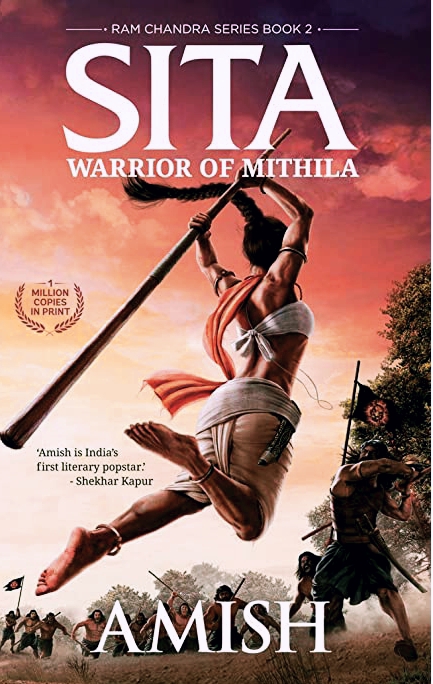 RAM CHANDRA SERIES BOOK 2
SITA
WARRIOR OF MITHILA
1
MILLION
COPIES
IN PRINT
‘Amish is India’s
first literary popstar.’
- Shekhar Kapur
AMISH